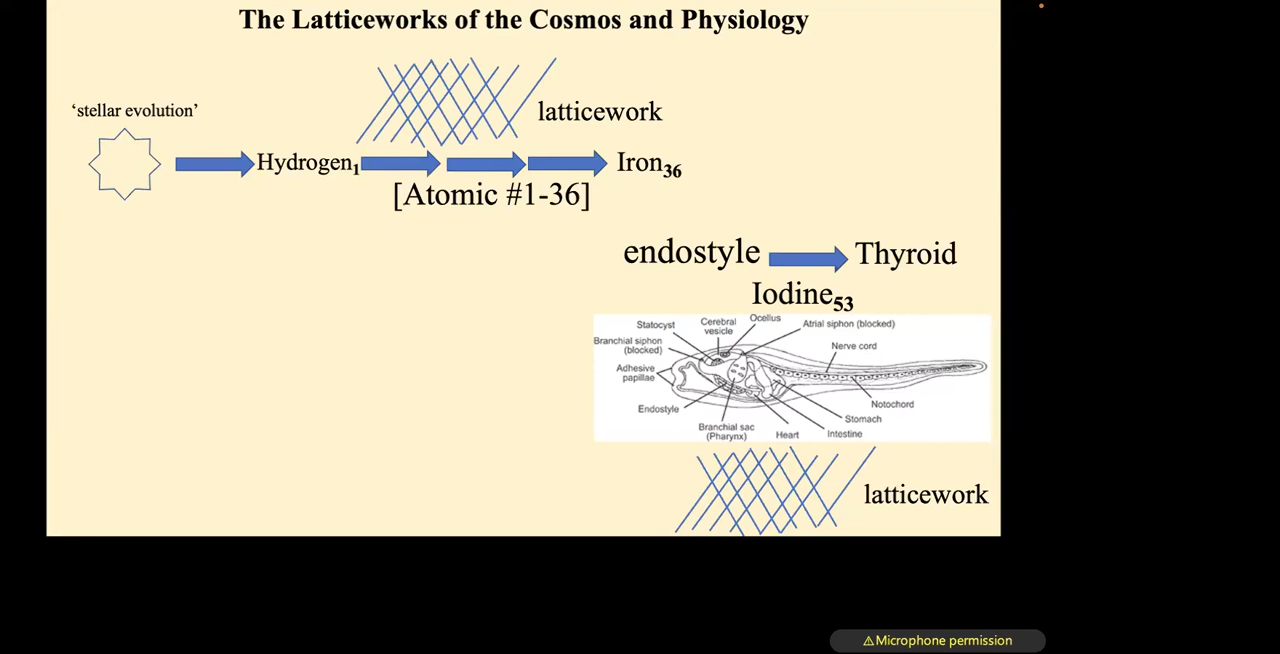 The Latticeworks of the Cosmos and Physiology
'stellar evolution'
latticework
Hydrogen1
Iron36
[Atomic #1-36]
endostyle
Thyroid
Iodine53
Statocyst
Cerebral
vesicle
Ocellus
Atrial siphon (blocked)
Branchial siphon
(blocked)
Nerve cord
Adhesive
papillae
Endostyle
Notochord
Stomach
Branchial sac
(Pharynx)
Heart
Intestine
latticework
⚠Microphone permission